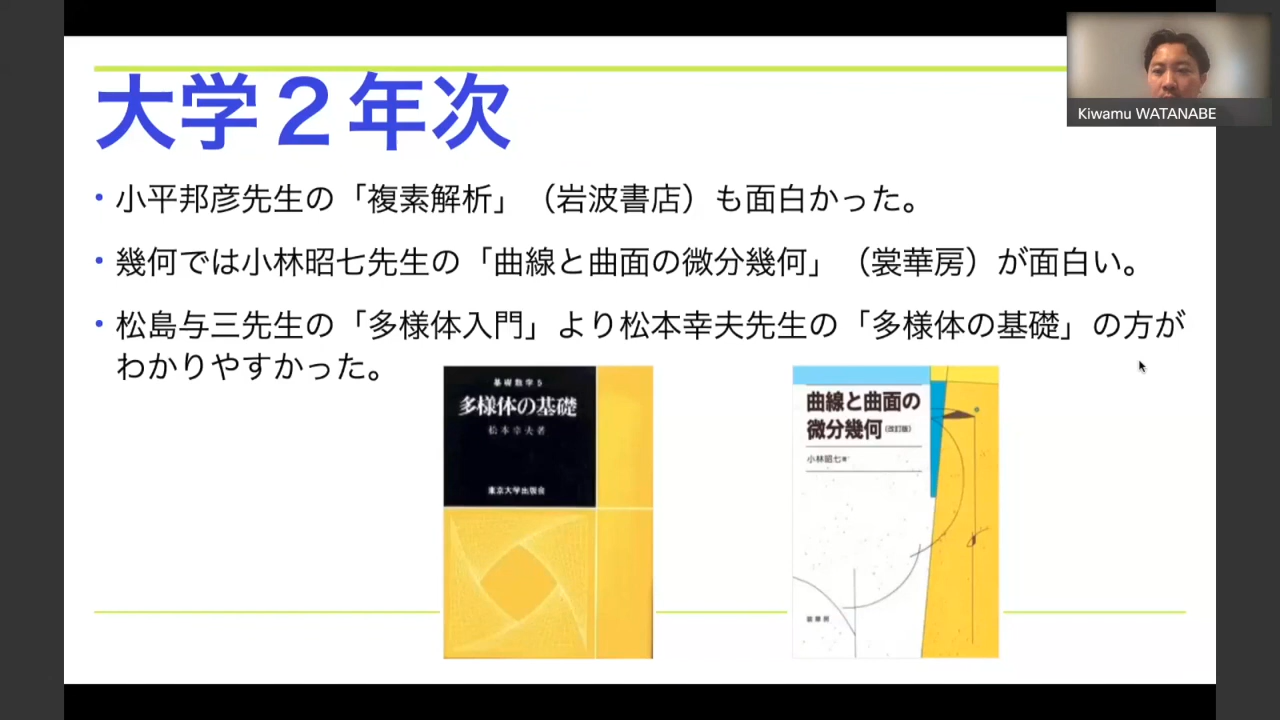 大学２年次
Kiwamu WATANABE
• 小平邦彦先生の「複素解析」（岩波書店）も面白かった。
• 幾何では小林昭七先生の「曲線と曲面の微分幾何」（裳華房）が面白い。
• 松島与三先生の「多様体入門」より松本幸夫先生の「多様体の基礎」の方が
わかりやすかった。
基礎数学5
多様体の基礎
松本幸夫著
東京大学出版会
曲線と曲面の
微分幾何(改訂版)
小林昭七著
裳華房